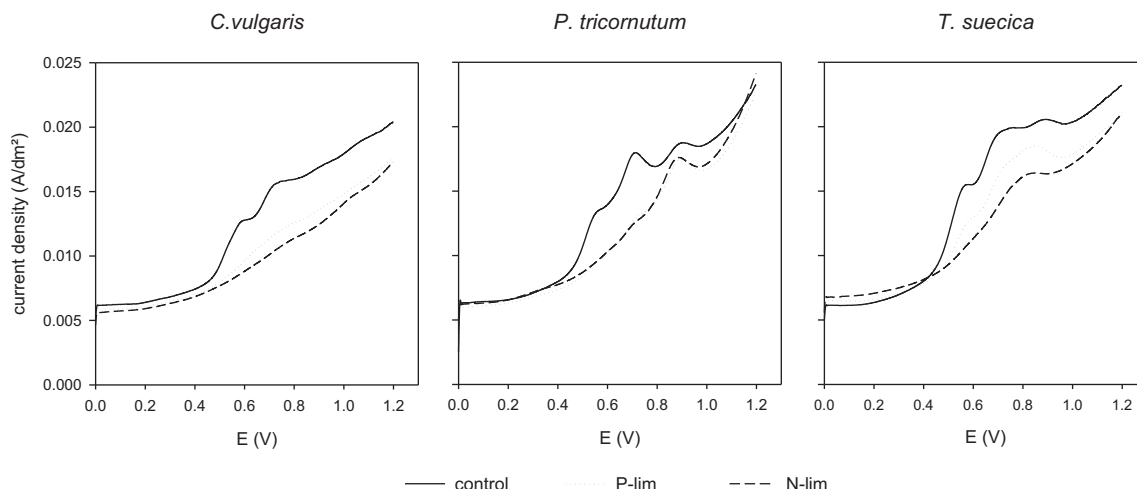 C.vulgaris P. tricornutum T. suecica
0.025
0.020
0.015
0.010
0.005
0.000
current density (A/dm²)
0.0 0.2 0.4 0.6 0.8 1.0 1.2 0.0 0.2 0.4 0.6 0.8 1.0 1.2 0.0 0.2 0.4 0.6 0.8 1.0 1.2
E (V) E (V) E (V)
control P-lim N-lim